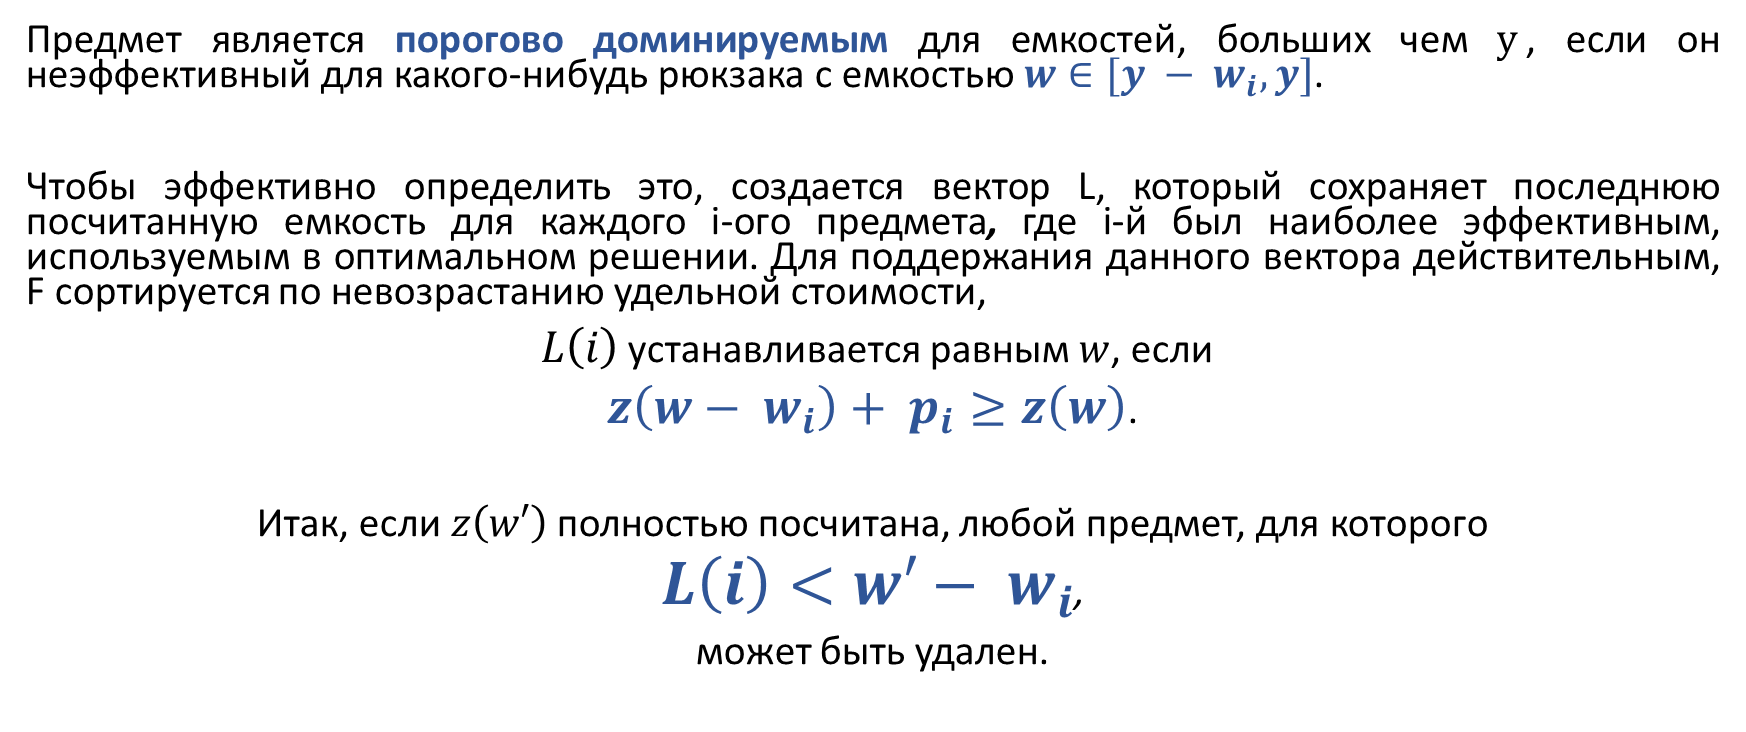 Предмет является порогово доминируемым для емкостей, больших чем y, если он
неэффективный для какого-нибудь рюкзака с емкостью w ∈ [y − wᵢ, y].
Чтобы эффективно определить это, создается вектор L, который сохраняет последнюю
посчитанную емкость для каждого i-ого предмета, где i-й был наиболее эффективным,
используемым в оптимальном решении. Для поддержания данного вектора действительным,
F сортируется по невозрастанию удельной стоимости,
L(i) устанавливается равным w, если
z(w − wᵢ) + pᵢ ≥ z(w).
Итак, если z(w′) полностью посчитана, любой предмет, для которого
L(i) < w′ − wᵢ,
может быть удален.